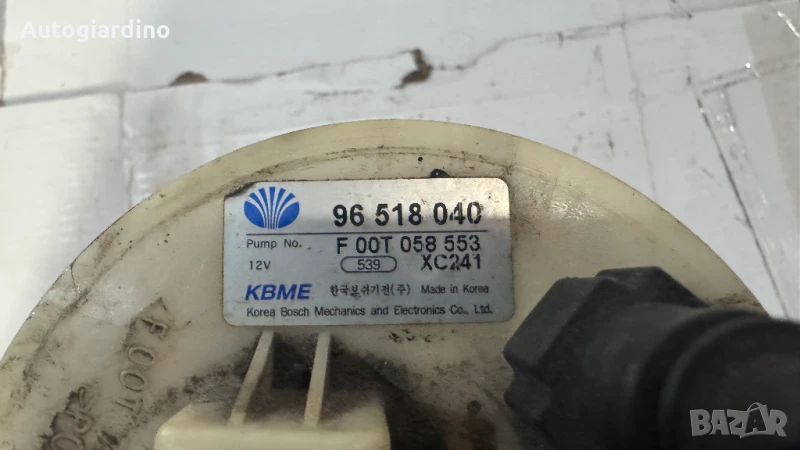 Autogiardino
96 518 040
Pump No. F 00T 058 553
12V 539 XC241
KBME 한국보쉬기전(주) Made in Korea
Korea Bosch Mechanics and Electronics Co., Ltd.
F 00T
BAZAR